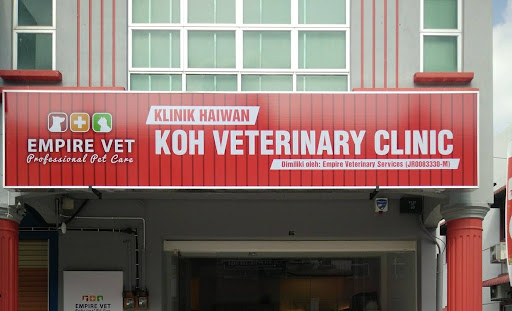 KLINIK HAIWAN
KOH VETERINARY CLINIC
Dimiliki oleh: Empire Veterinary Services (JR0083330-M)
EMPIRE VET
Professional Pet Care
EMPIRE VET